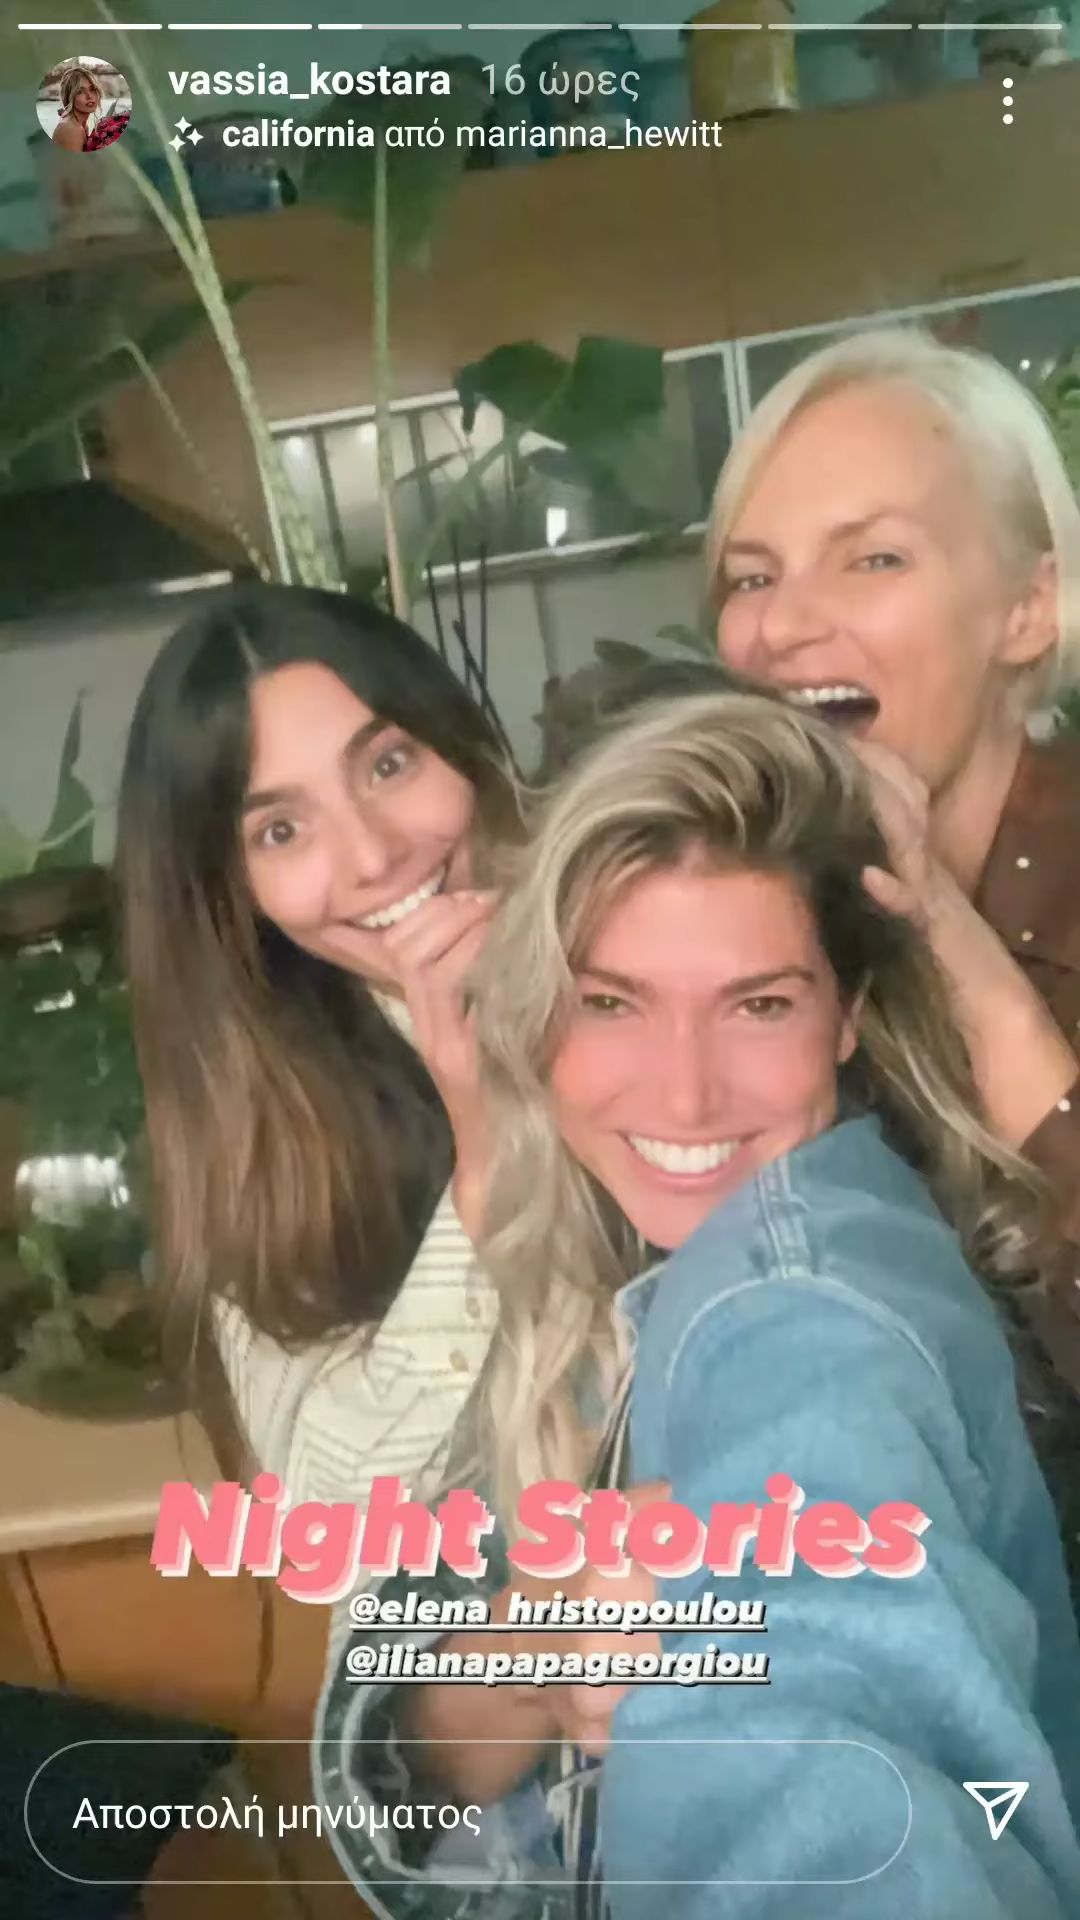 vassia_kostara 16 ώρες
california από marianna_hewitt
Night Stories
@elena_hristopoulou
@ilianapapageorgiou
Αποστολή μηνύματος